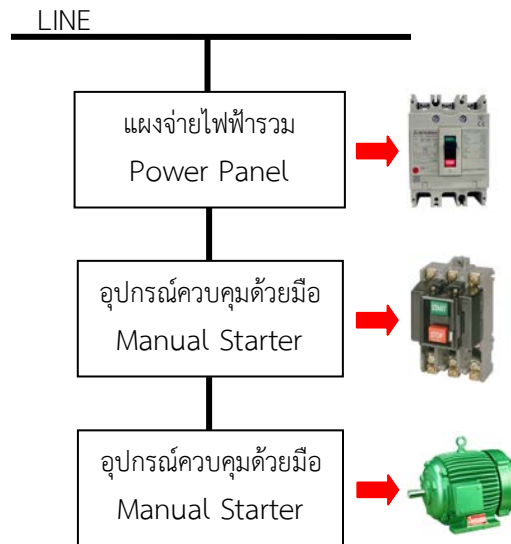 LINE
แผงจ่ายไฟฟ้ารวม
Power Panel
อุปกรณ์ควบคุมด้วยมือ
Manual Starter
อุปกรณ์ควบคุมด้วยมือ
Manual Starter